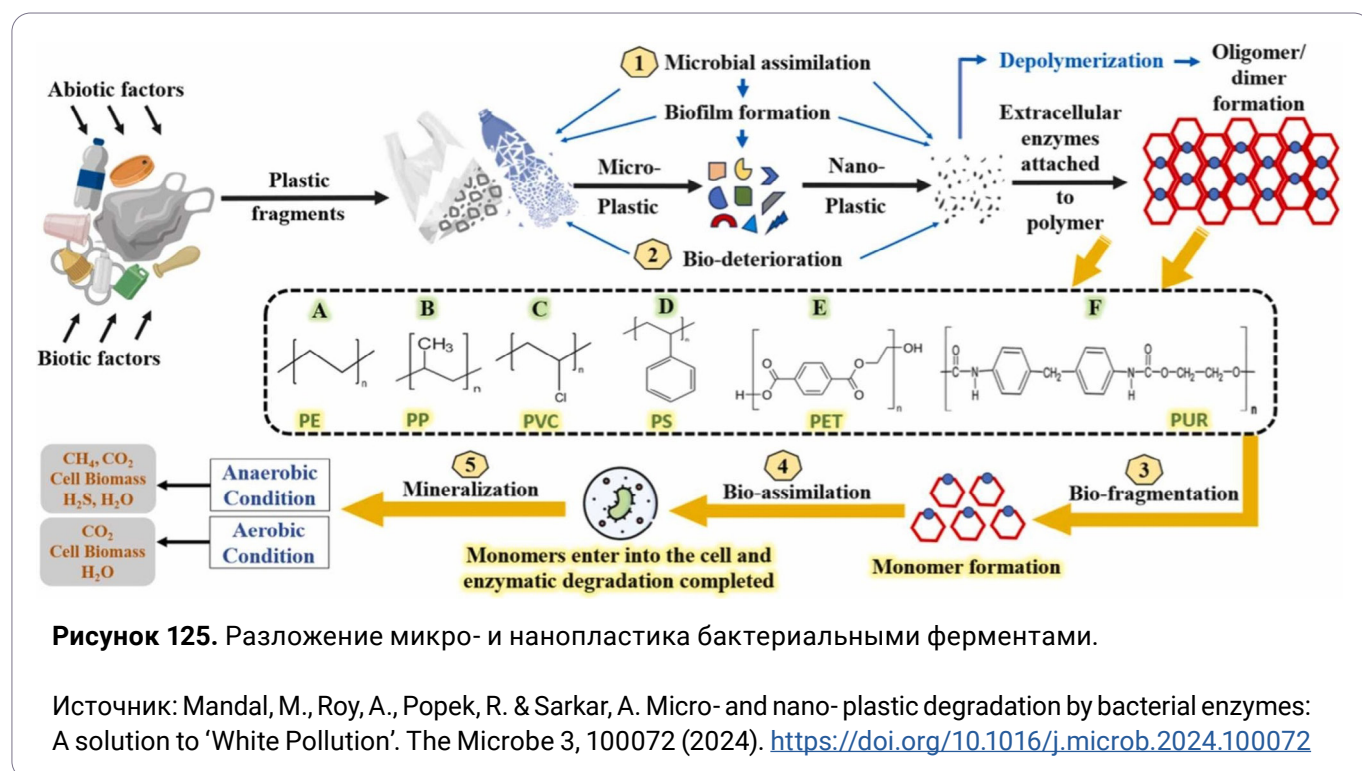 Abiotic factors
Biotic factors
Plastic
fragments
1 Microbial assimilation
Biofilm formation
Micro-
Plastic
Nano-
Plastic
2 Bio-deterioration
Depolymerization
Oligomer/
dimer
formation
Extracellular
enzymes
attached
to
polymer
A
B
C
D
E
F
[ ]n
PE
CH3
[ ]n
PP
[ ]n
Cl
PVC
[ ]n
PS
H O O O O OH
[ ]n
PET
O O
C N CH2 N C O CH2 CH2 O
H H
n
PUR
3
Bio-fragmentation
Monomer formation
4
Bio-assimilation
Monomers enter into the cell and
enzymatic degradation completed
5
Mineralization
Anaerobic
Condition
Aerobic
Condition
CH4, CO2
Cell Biomass
H2S, H2O
CO2
Cell Biomass
H2O
Рисунок 125. Разложение микро- и нанопластика бактериальными ферментами.
Источник: Mandal, M., Roy, A., Popek, R. & Sarkar, A. Micro- and nano- plastic degradation by bacterial enzymes:
A solution to ‘White Pollution’. The Microbe 3, 100072 (2024). https://doi.org/10.1016/j.microb.2024.100072